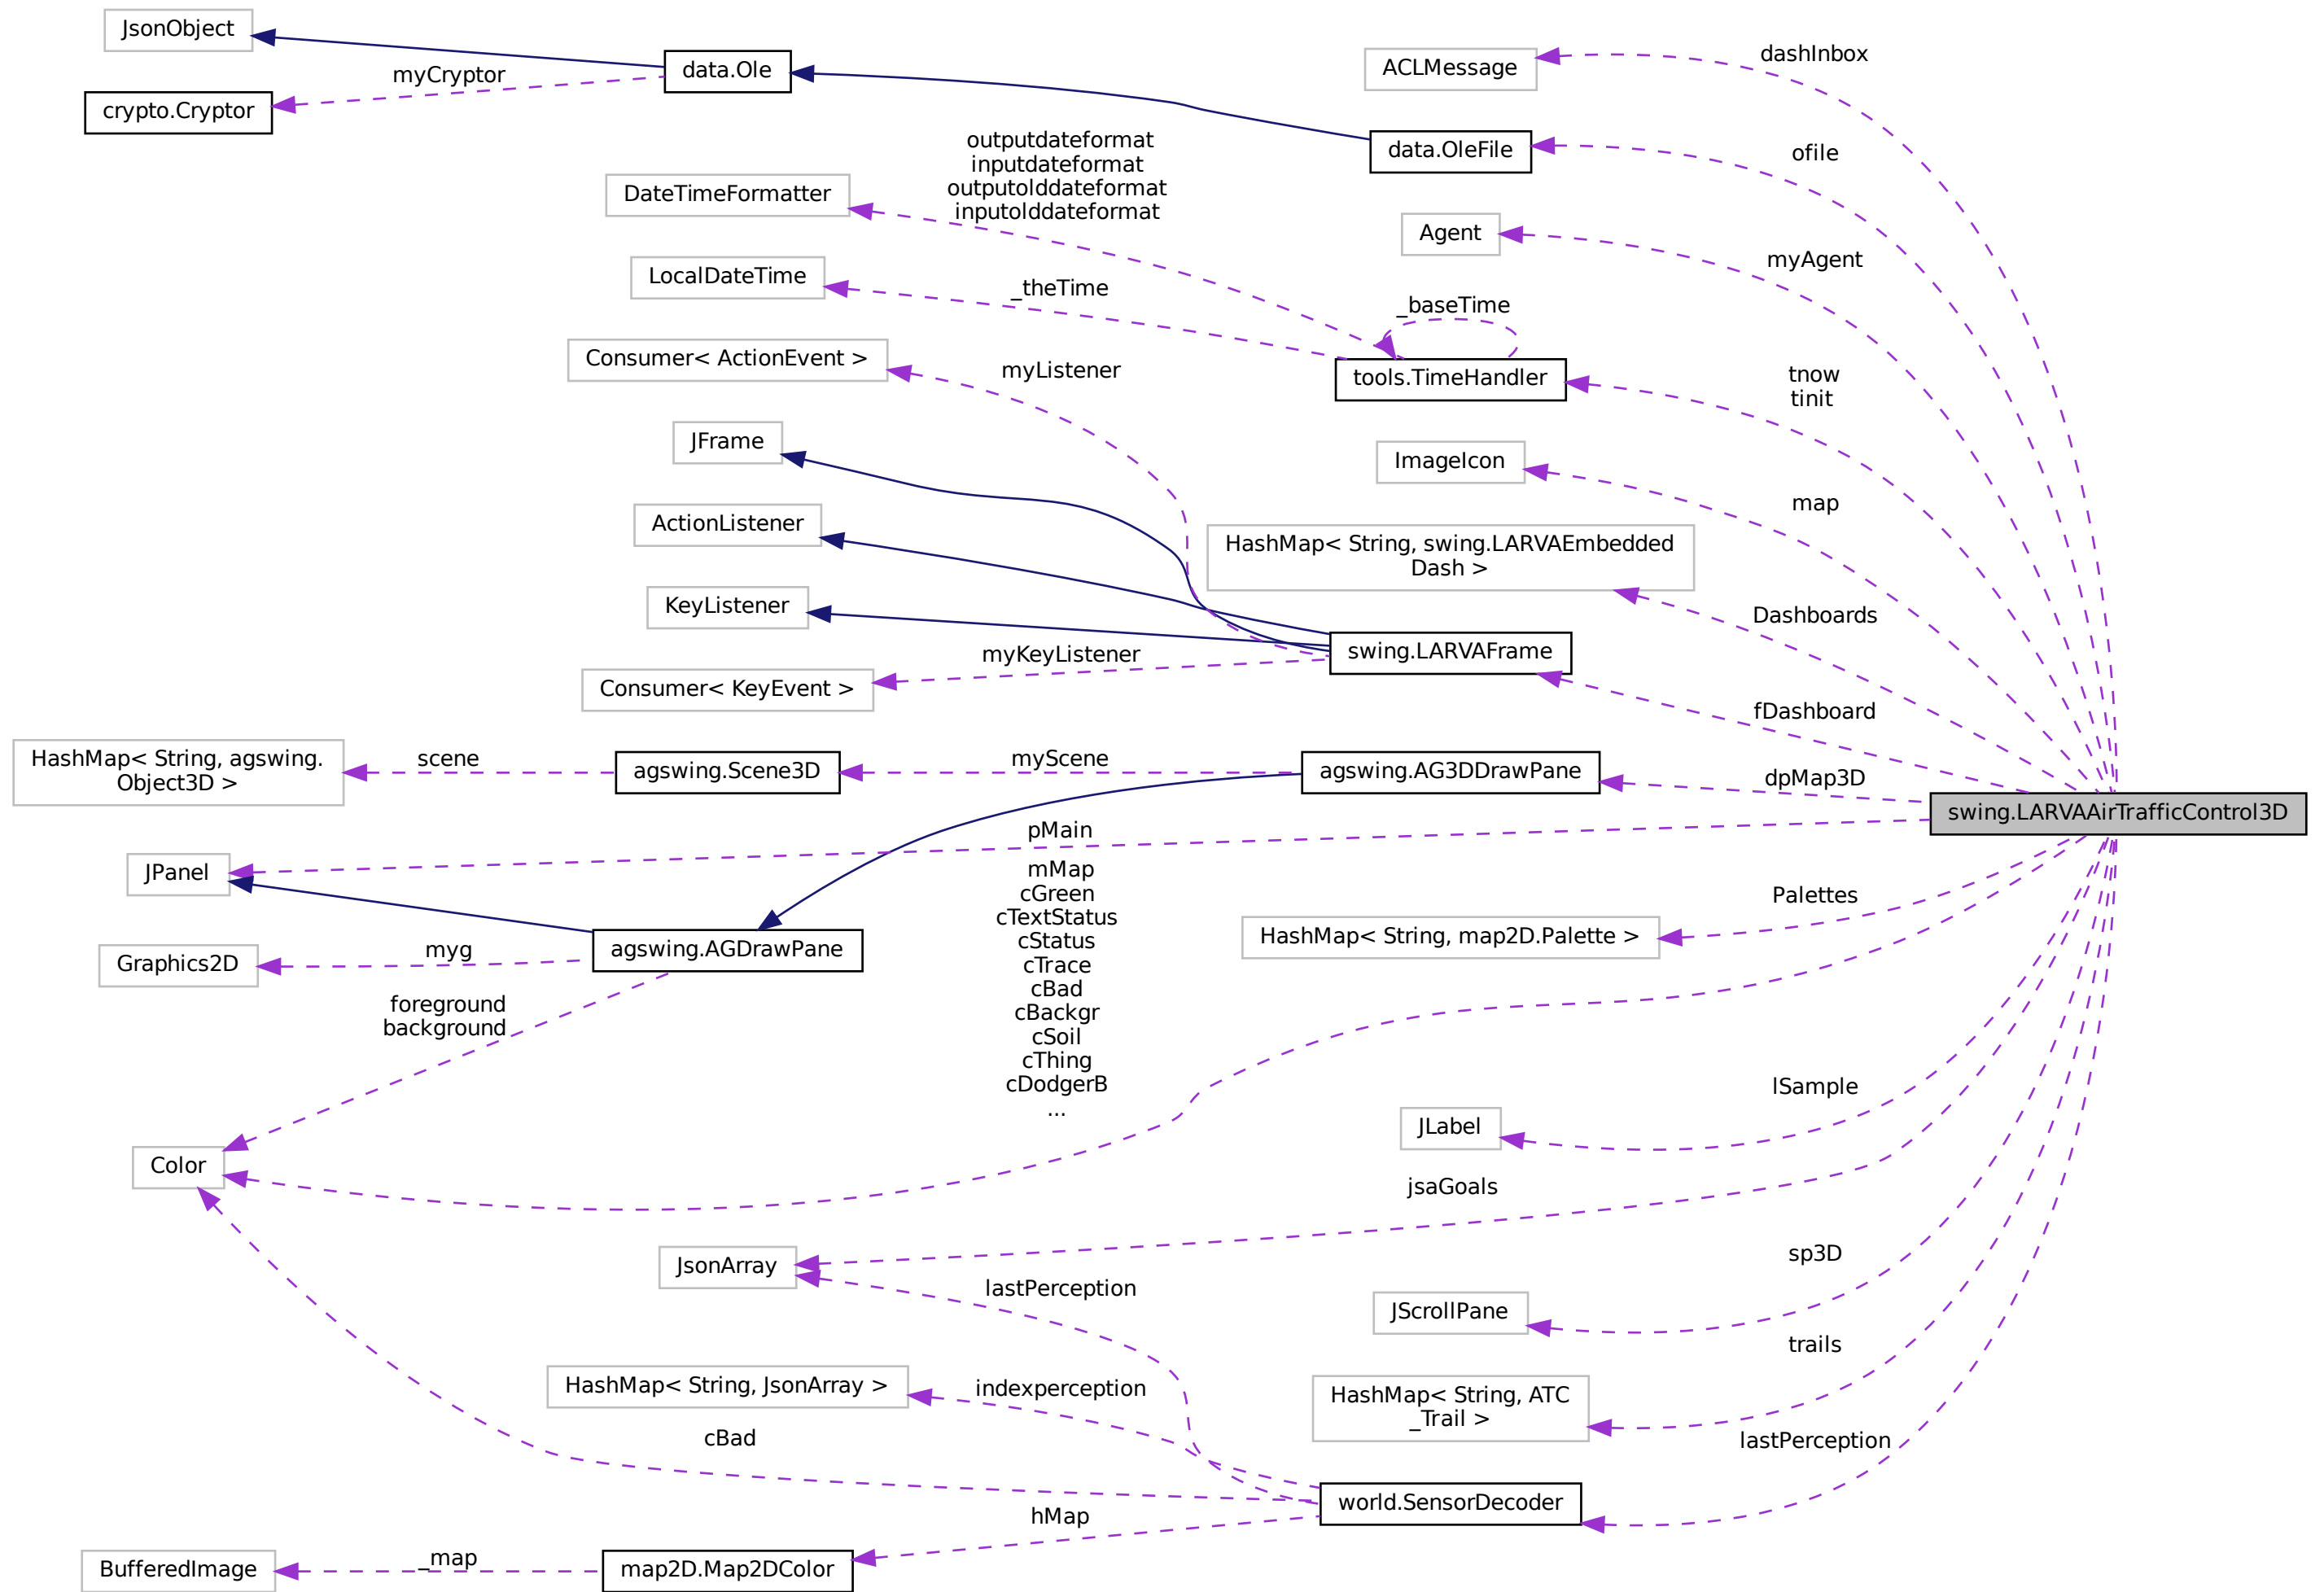 JsonObject
data.Ole
myCryptor
crypto.Cryptor
ACLMessage
dashInbox
data.OleFile
ofile
outputdateformat
inputdateformat
outputolddateformat
inputolddateformat
DateTimeFormatter
Agent
myAgent
LocalDateTime
_theTime
_baseTime
tools.TimeHandler
tnow
tinit
Consumer< ActionEvent >
myListener
JFrame
ImageIcon
map
ActionListener
HashMap< String, swing.LARVAEmbedded
Dash >
Dashboards
KeyListener
swing.LARVAFrame
myKeyListener
Consumer< KeyEvent >
fDashboard
HashMap< String, agswing.
Object3D >
scene
agswing.Scene3D
myScene
agswing.AG3DDrawPane
dpMap3D
swing.LARVAAirTrafficControl3D
pMain
JPanel
mMap
cGreen
cTextStatus
cStatus
cTrace
cBad
cBackgr
cSoil
cThing
cDodgerB
...
Palettes
HashMap< String, map2D.Palette >
agswing.AGDrawPane
myg
Graphics2D
foreground
background
lSample
JLabel
Color
jsaGoals
JsonArray
lastPerception
sp3D
JScrollPane
trails
HashMap< String, JsonArray >
indexperception
HashMap< String, ATC
_Trail >
cBad
lastPerception
world.SensorDecoder
hMap
BufferedImage
_map
map2D.Map2DColor